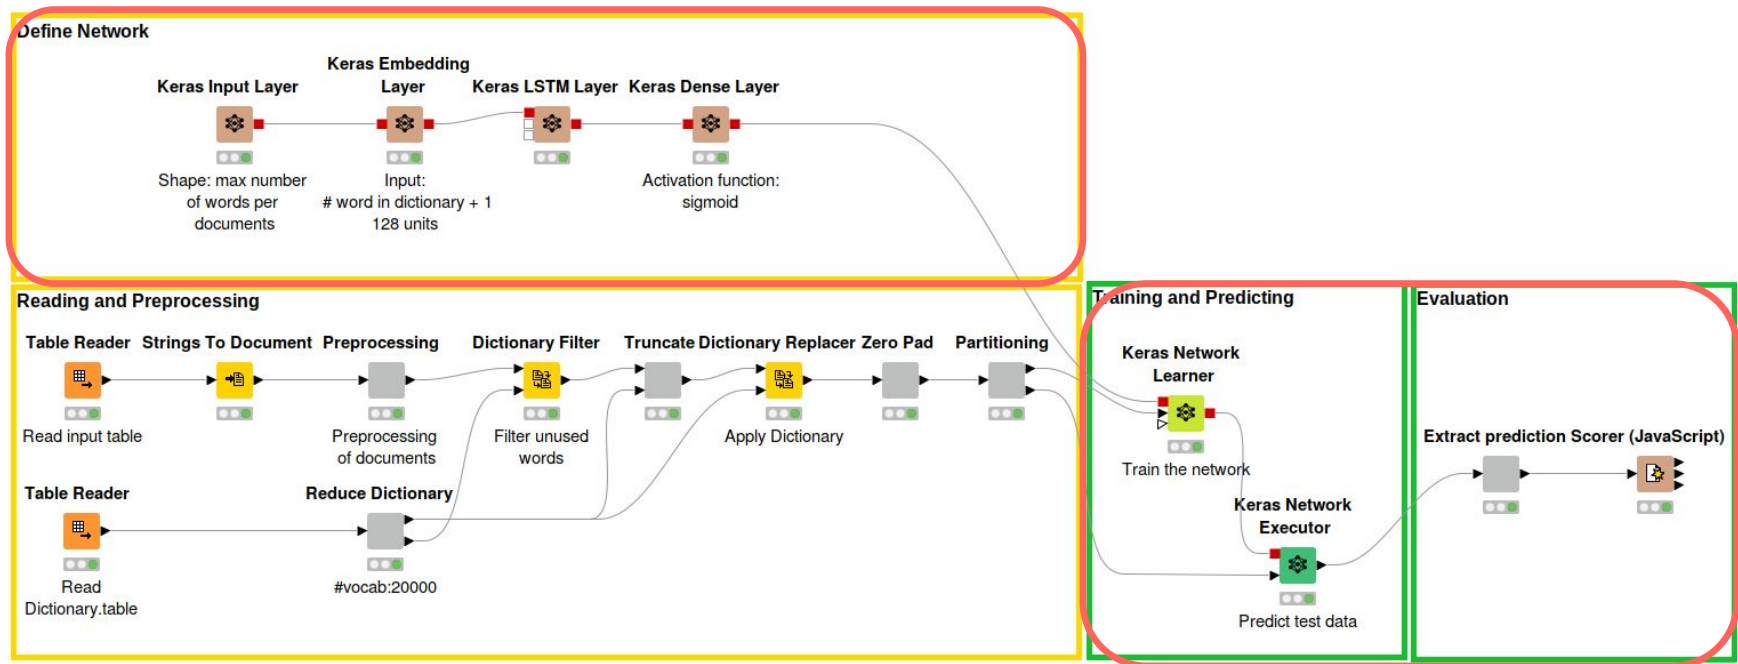 Define Network
Keras Input Layer
Keras Embedding
Layer
Keras LSTM Layer
Keras Dense Layer
Shape: max number
of words per
documents
Input:
# word in dictionary + 1
128 units
Activation function:
sigmoid
Reading and Preprocessing
Table Reader
Strings To Document
Preprocessing
Dictionary Filter
Truncate
Dictionary Replacer
Zero Pad
Partitioning
Read input table
Preprocessing
of documents
Filter unused
words
Apply Dictionary
Table Reader
Reduce Dictionary
Read
Dictionary.table
#vocab:20000
Training and Predicting
Keras Network
Learner
Train the network
Keras Network
Executor
Predict test data
Evaluation
Extract prediction
Scorer (JavaScript)